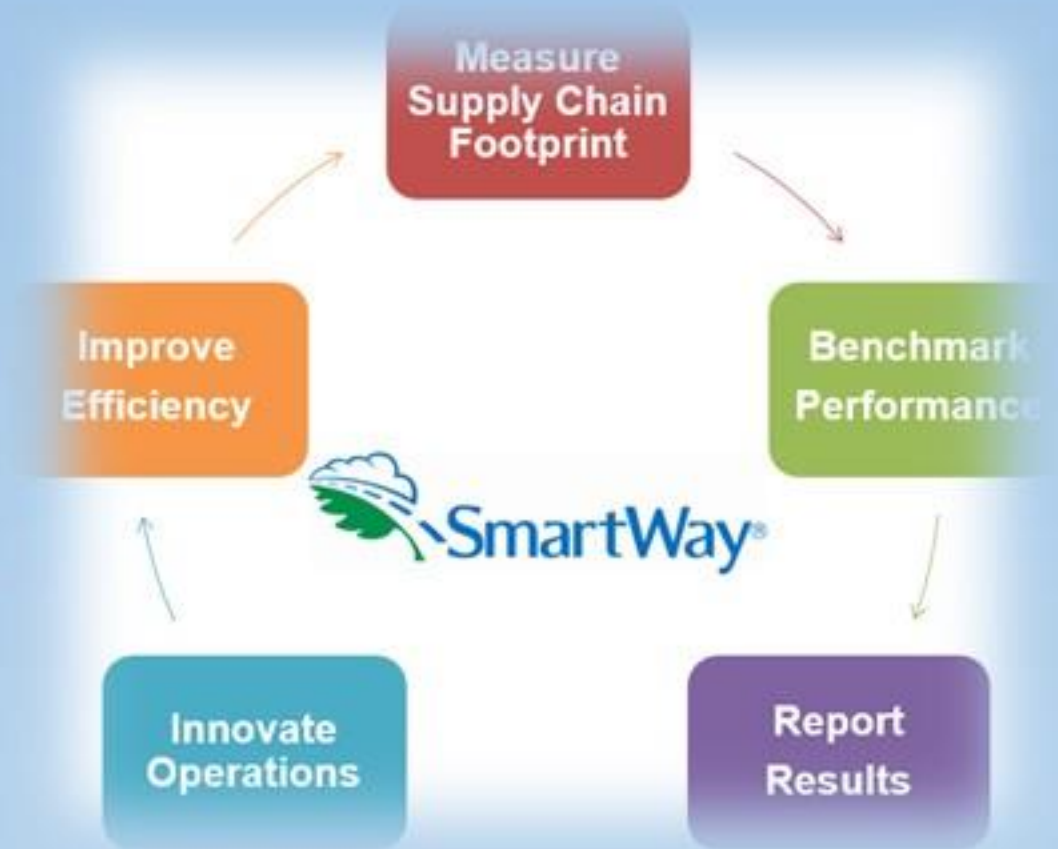 Measure
Supply Chain
Footprint
Benchmark
Performance
Report
Results
Innovate
Operations
Improve
Efficiency
SmartWay®